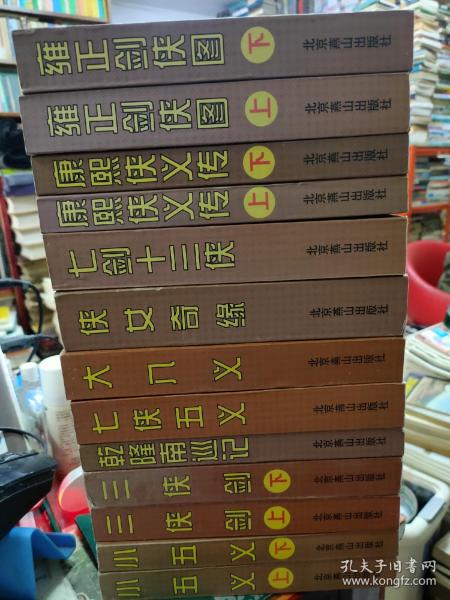 雍正剑侠图 下 北京燕山出版社
雍正剑侠图 上 北京燕山出版社
康熙侠义传 下 北京燕山出版社
康熙侠义传 上 北京燕山出版社
七剑十三侠 北京燕山出版社
侠女奇缘 北京燕山出版社
大八义 北京燕山出版社
七侠五义 北京燕山出版社
乾隆南巡记 北京燕山出版社
三侠剑 下 北京燕山出版社
三侠剑 上 北京燕山出版社
小五义 下 北京燕山出版社
小五义 上 北京燕山出版社
孔夫子旧书网